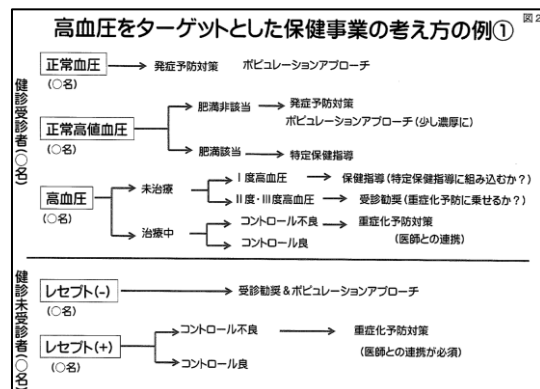 図2
高血圧をターゲットとした保健事業の考え方の例①
健診受診者(○名)
正常血圧 発症予防対策 ポピュレーションアプローチ
(○名)
正常高値血圧 肥満非該当 発症予防対策
(○名) ポピュレーションアプローチ(少し濃厚に)
肥満該当 特定保健指導
高血圧 未治療 Ⅰ度高血圧 保健指導(特定保健指導に組み込むか?)
(○名) Ⅱ度・Ⅲ度高血圧 受診勧奨(重症化予防に乗せるか?)
治療中 コントロール不良 重症化予防対策
コントロール良 (医師との連携)
健診未受診者(○名)
レセプト(-) 受診勧奨&ポピュレーションアプローチ
(○名)
レセプト(+) コントロール不良 重症化予防対策
(○名) コントロール良 (医師との連携が必須)